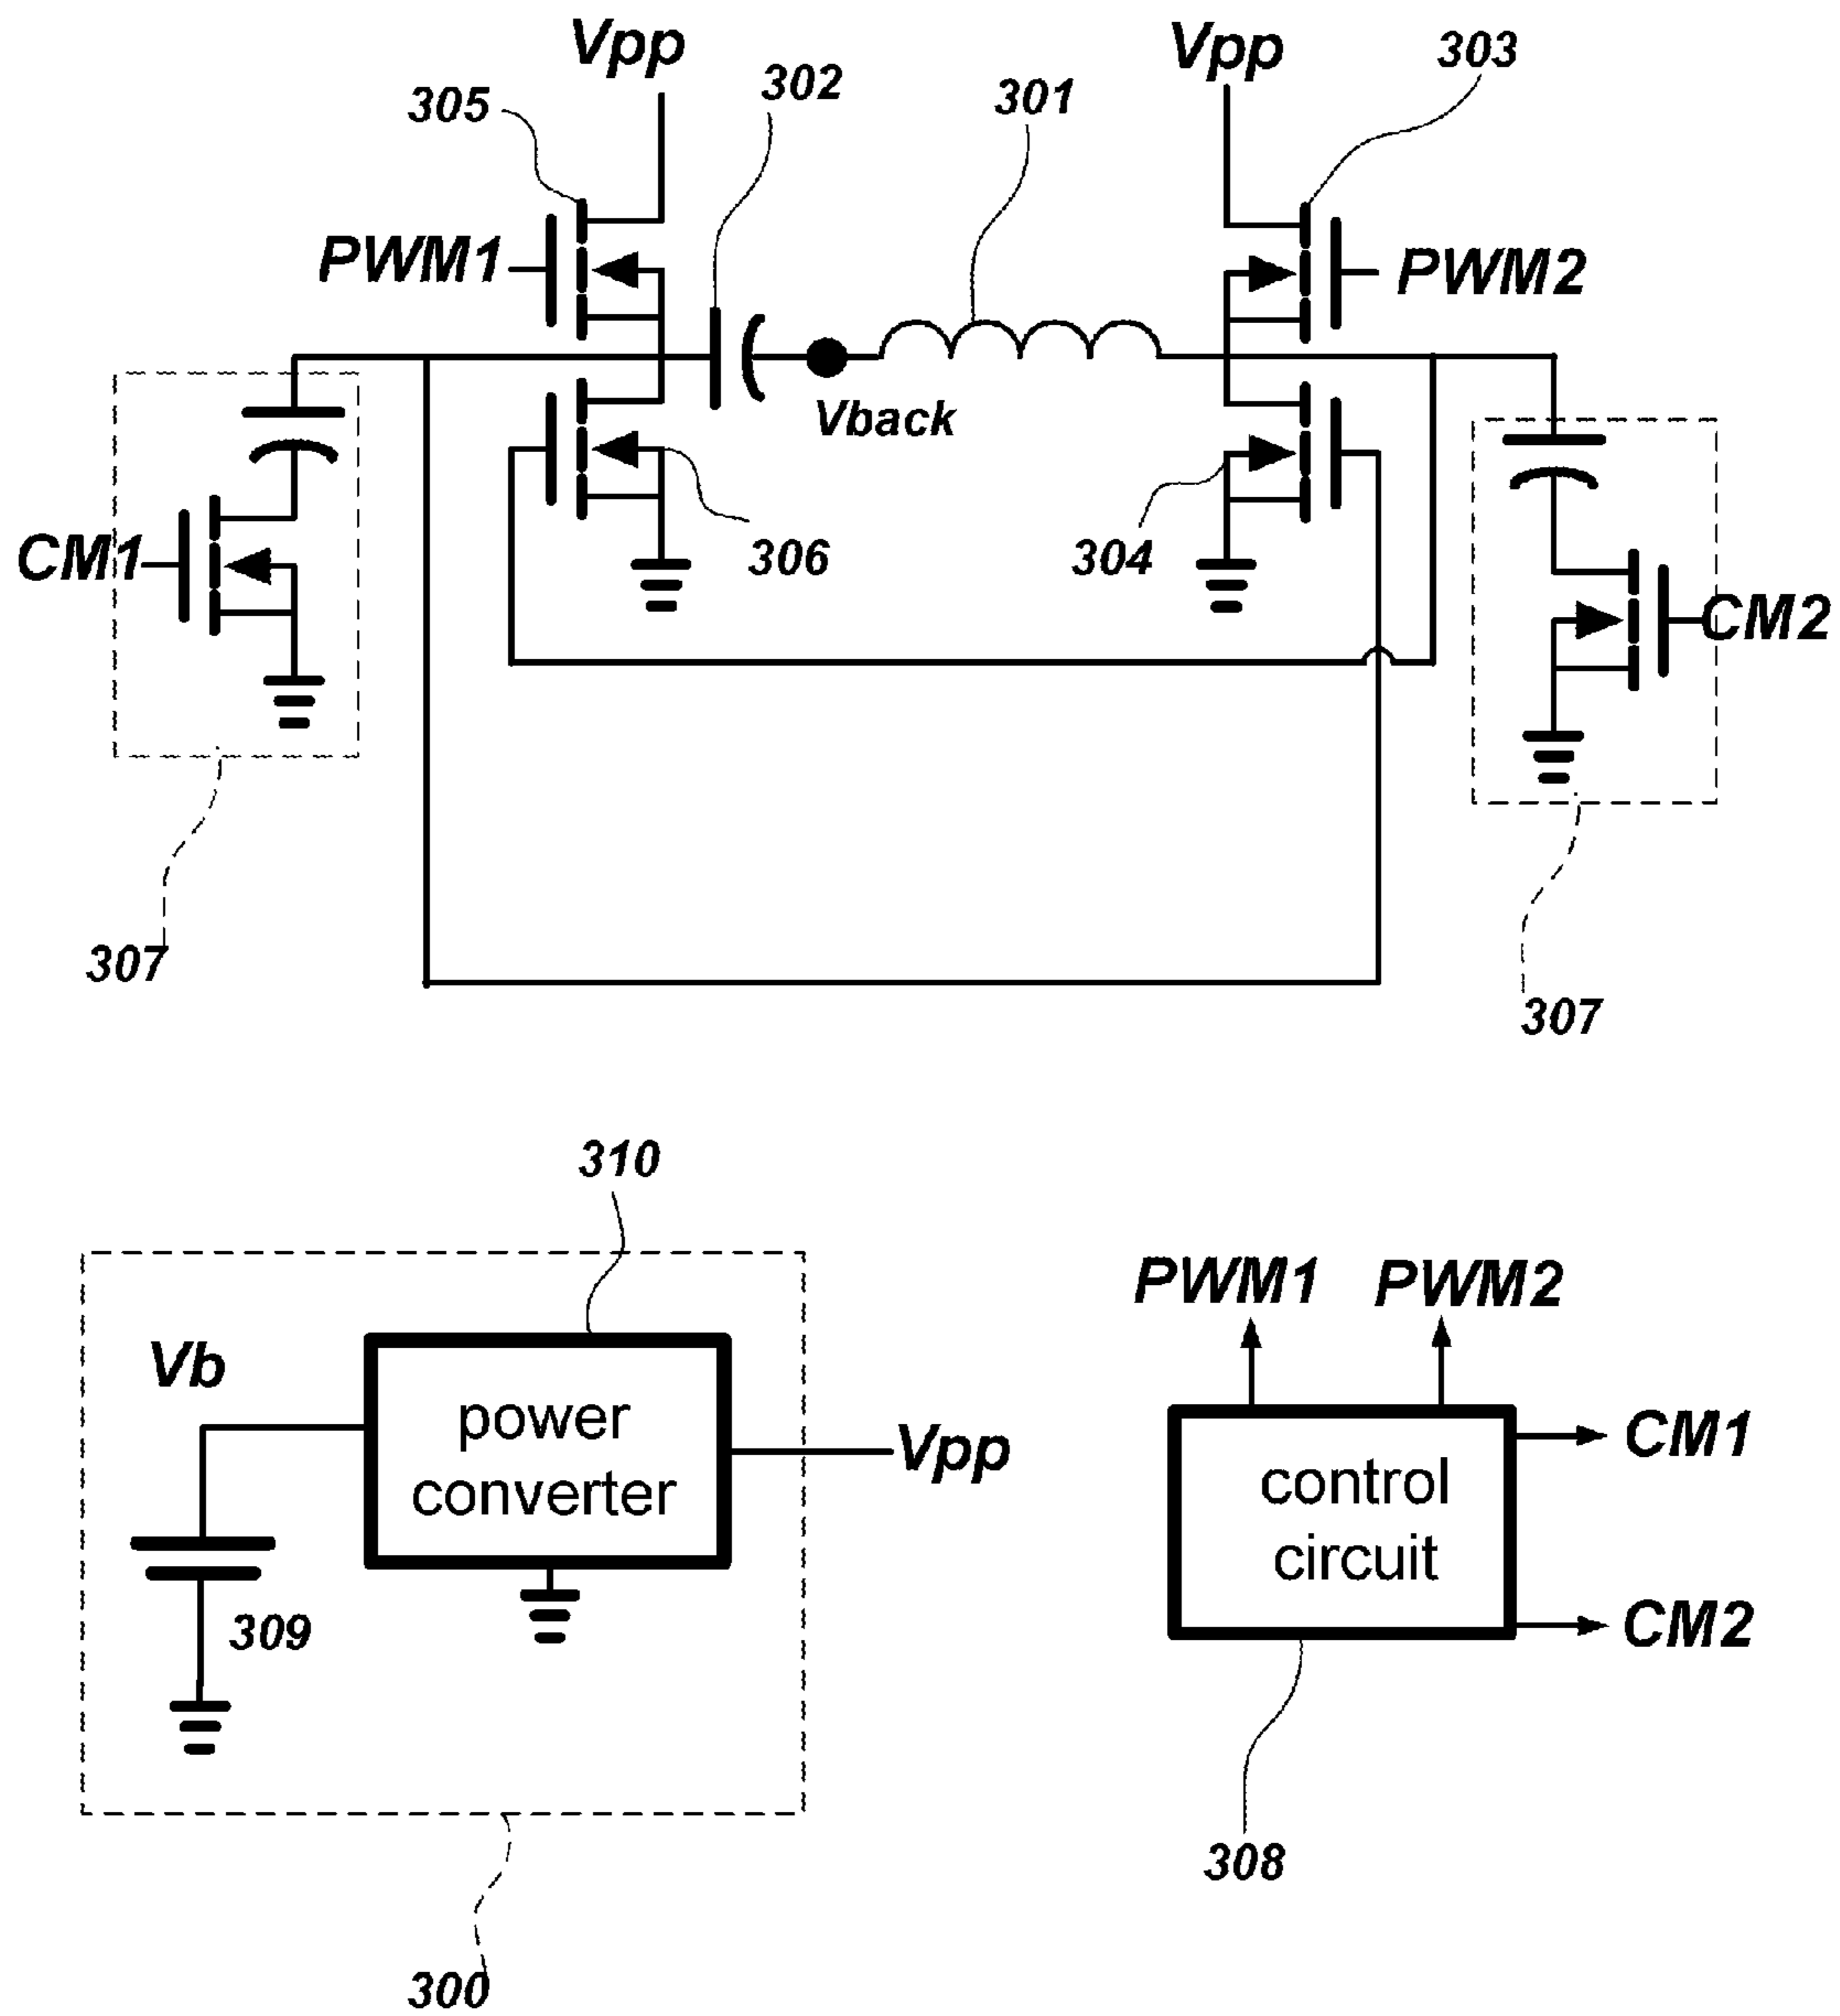 Vpp
Vpp
303
302
301
305
PWM1
PWM2
Vback
CM1
306
304
CM2
307
307
310
PWM1
PWM2
Vb
power
converter
Vpp
control
circuit
CM1
CM2
309
308
300